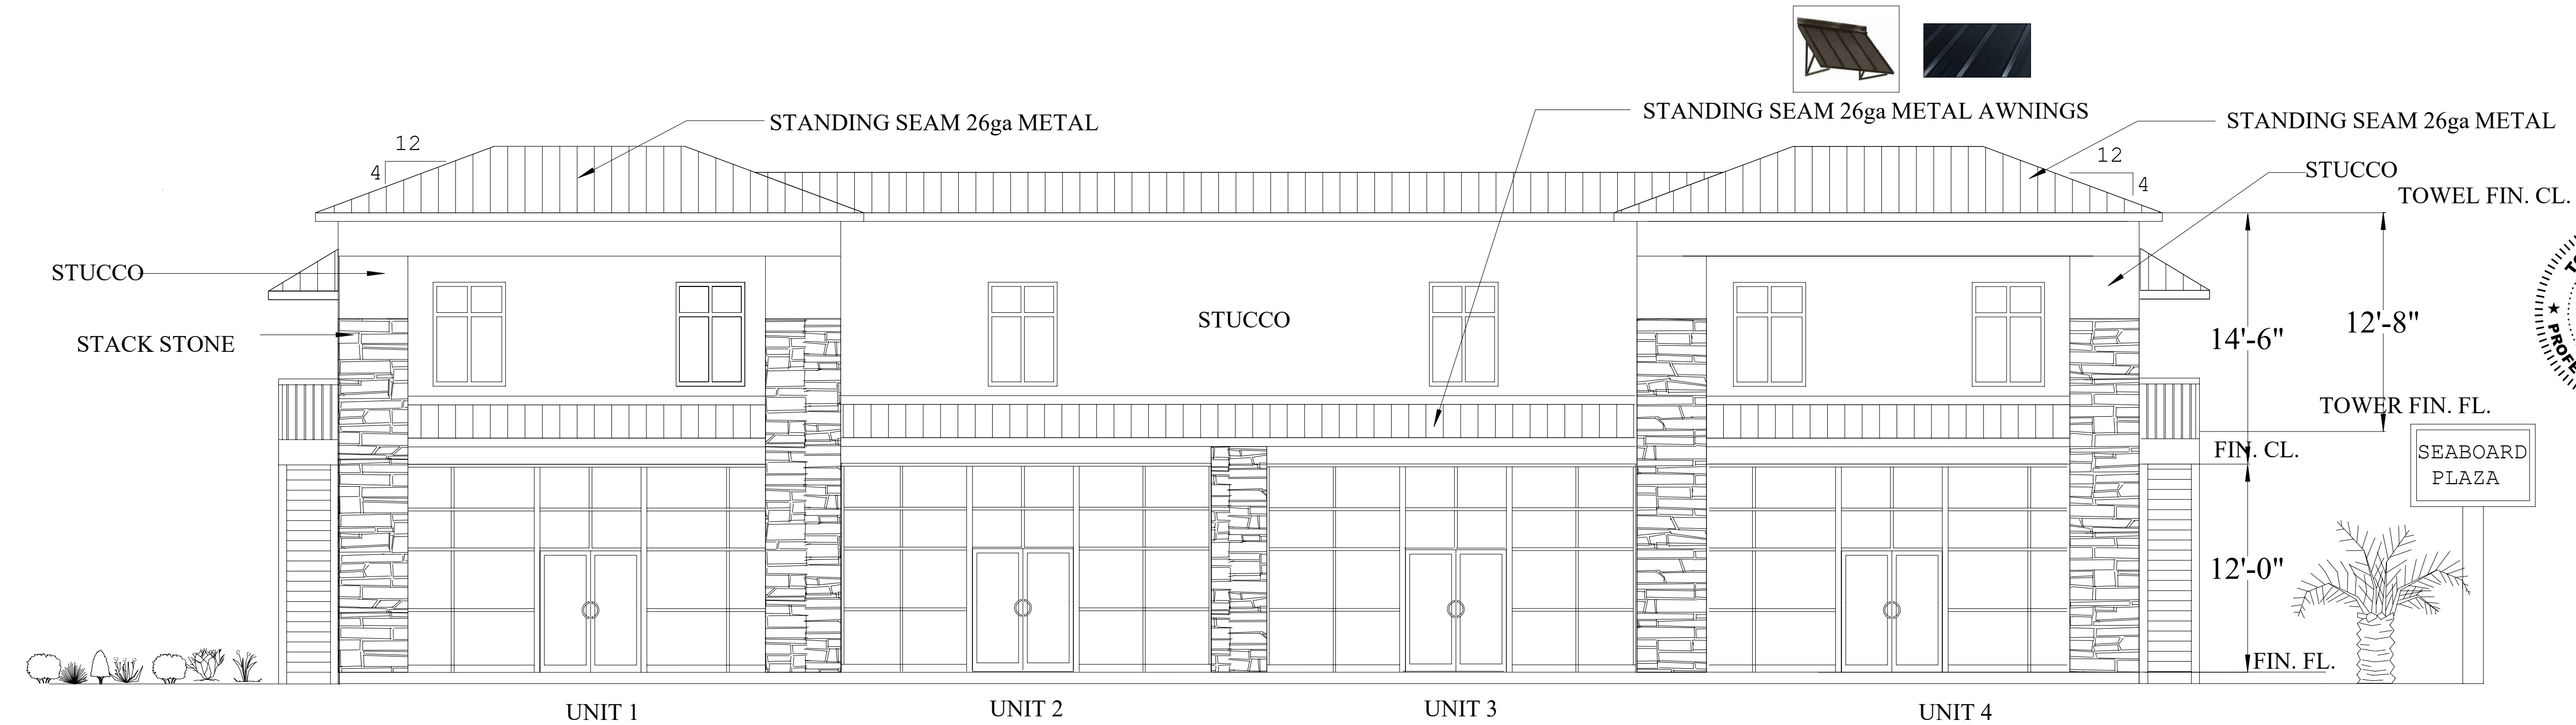 STANDING SEAM 26ga METAL AWNINGS
STANDING SEAM 26ga METAL
STANDING SEAM 26ga METAL
12
4
12
4
STUCCO
TOWEL FIN. CL.
STUCCO
STUCCO
STACK STONE
14'-6"
12'-8"
TOWER FIN. FL.
FIN. CL.
SEABOARD
PLAZA
12'-0"
FIN. FL.
UNIT 1
UNIT 2
UNIT 3
UNIT 4